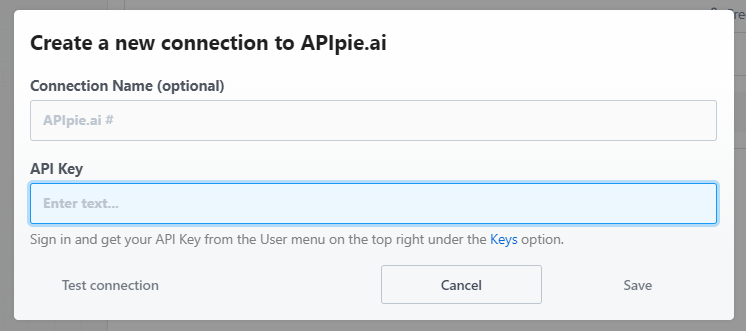 Create a new connection to APIpie.ai
Connection Name (optional)
APIpie.ai #
API Key
Enter text...
Sign in and get your API Key from the User menu on the top right under the Keys option.
Test connection
Cancel
Save